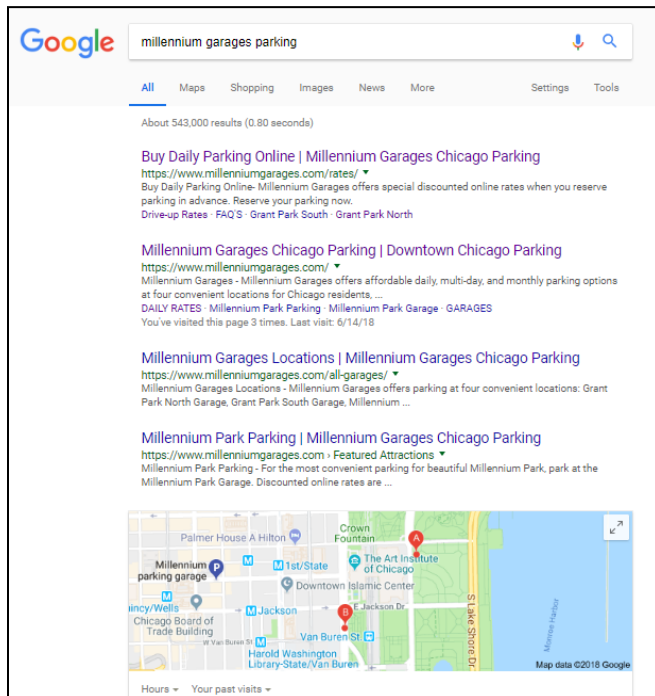 Google
millennium garages parking
All Maps Shopping Images News More Settings Tools
About 543,000 results (0.80 seconds)
Buy Daily Parking Online | Millennium Garages Chicago Parking
https://www.millenniumgarages.com/rates/
Buy Daily Parking Online- Millennium Garages offers special discounted online rates when you reserve
parking in advance. Reserve your parking now.
Drive-up Rates · FAQ'S · Grant Park South · Grant Park North
Millennium Garages Chicago Parking | Downtown Chicago Parking
https://www.millenniumgarages.com/
Millennium Garages - Millennium Garages offers affordable daily, multi-day, and monthly parking options
at four convenient locations for Chicago residents, ...
DAILY RATES · Millennium Park Parking · Millennium Park Garage · GARAGES
You've visited this page 3 times. Last visit: 6/14/18
Millennium Garages Locations | Millennium Garages Chicago Parking
https://www.millenniumgarages.com/all-garages/
Millennium Garages Locations - Millennium Garages offers parking at four convenient locations: Grant
Park North Garage, Grant Park South Garage, Millennium ...
Millennium Park Parking | Millennium Garages Chicago Parking
https://www.millenniumgarages.com › Featured Attractions
Millennium Park Parking - For the most convenient parking for beautiful Millennium Park, park at the
Millennium Park Garage. Discounted online rates are ...
Crown
Fountain
Palmer House A Hilton
A
The Art Institute
of Chicago
Millennium
parking garage
P
M
M 1st/State
Downtown Islamic Center
M
uincy/Wells
M Jackson
B
E Jackson Dr
S Lake Shore Dr
Monroe Harbor
Chicago Board of
Trade Building
W Van Buren St
M
Van Buren St.
Harold Washington
Library-State/Van Buren
Map data ©2018 Google
Hours Your past visits